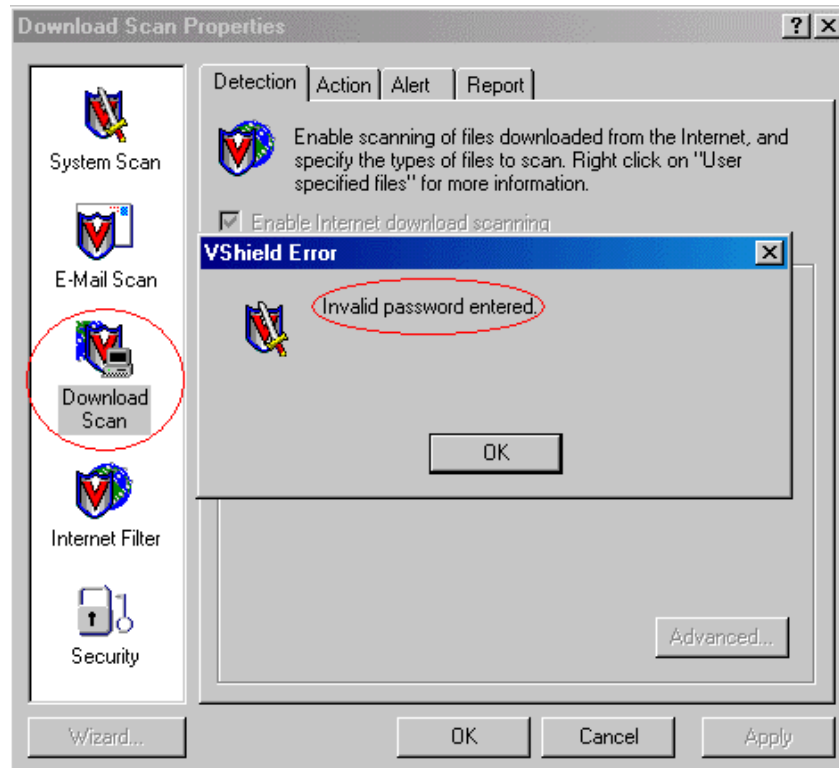 Download Scan Properties
System Scan
E-Mail Scan
Download
Scan
Internet Filter
Security
Detection
Action
Alert
Report
Enable scanning of files downloaded from the Internet, and
specify the types of files to scan. Right click on "User
specified files" for more information.
Enable Internet download scanning
VShield Error
Invalid password entered.
OK
Advanced...
Wizard...
OK
Cancel
Apply